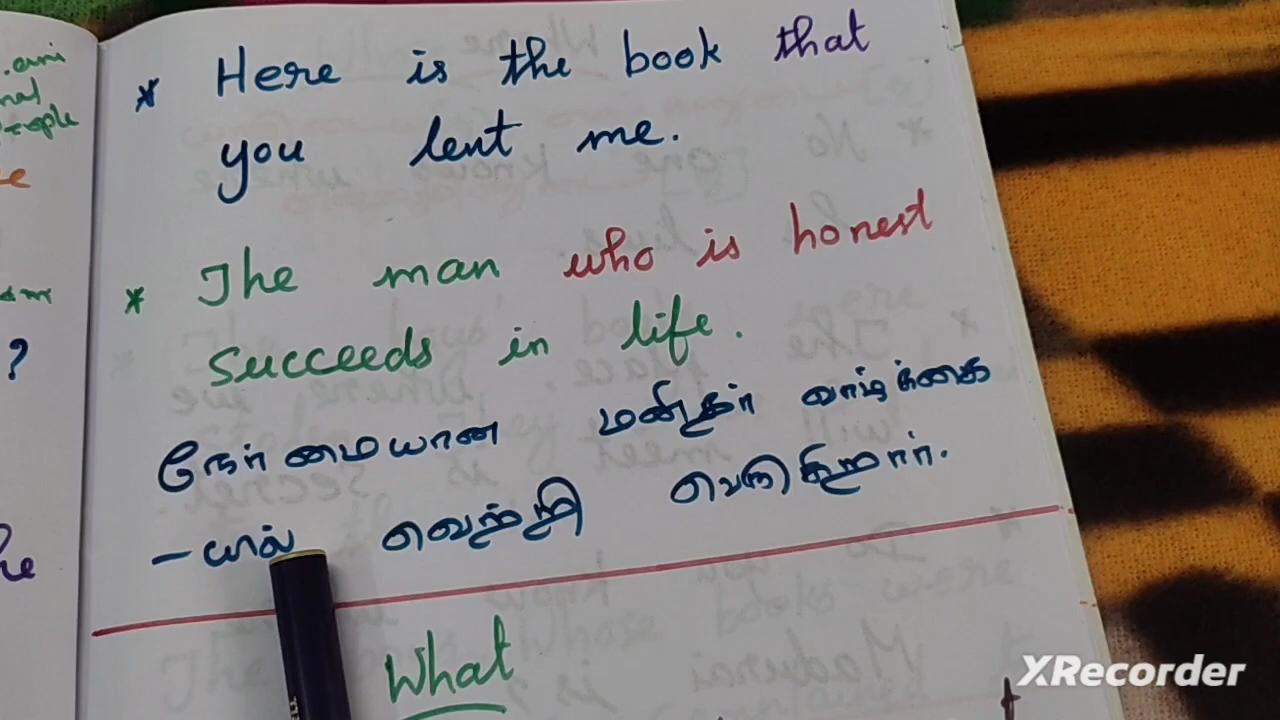 * Here is the book that
you lent me.
* The man who is honest
succeeds in life.
நேர்மையான மனிதர் வாழ்க்கை
-யில் வெற்றி பெறுகிறார்.
What
people
?
XRecorder